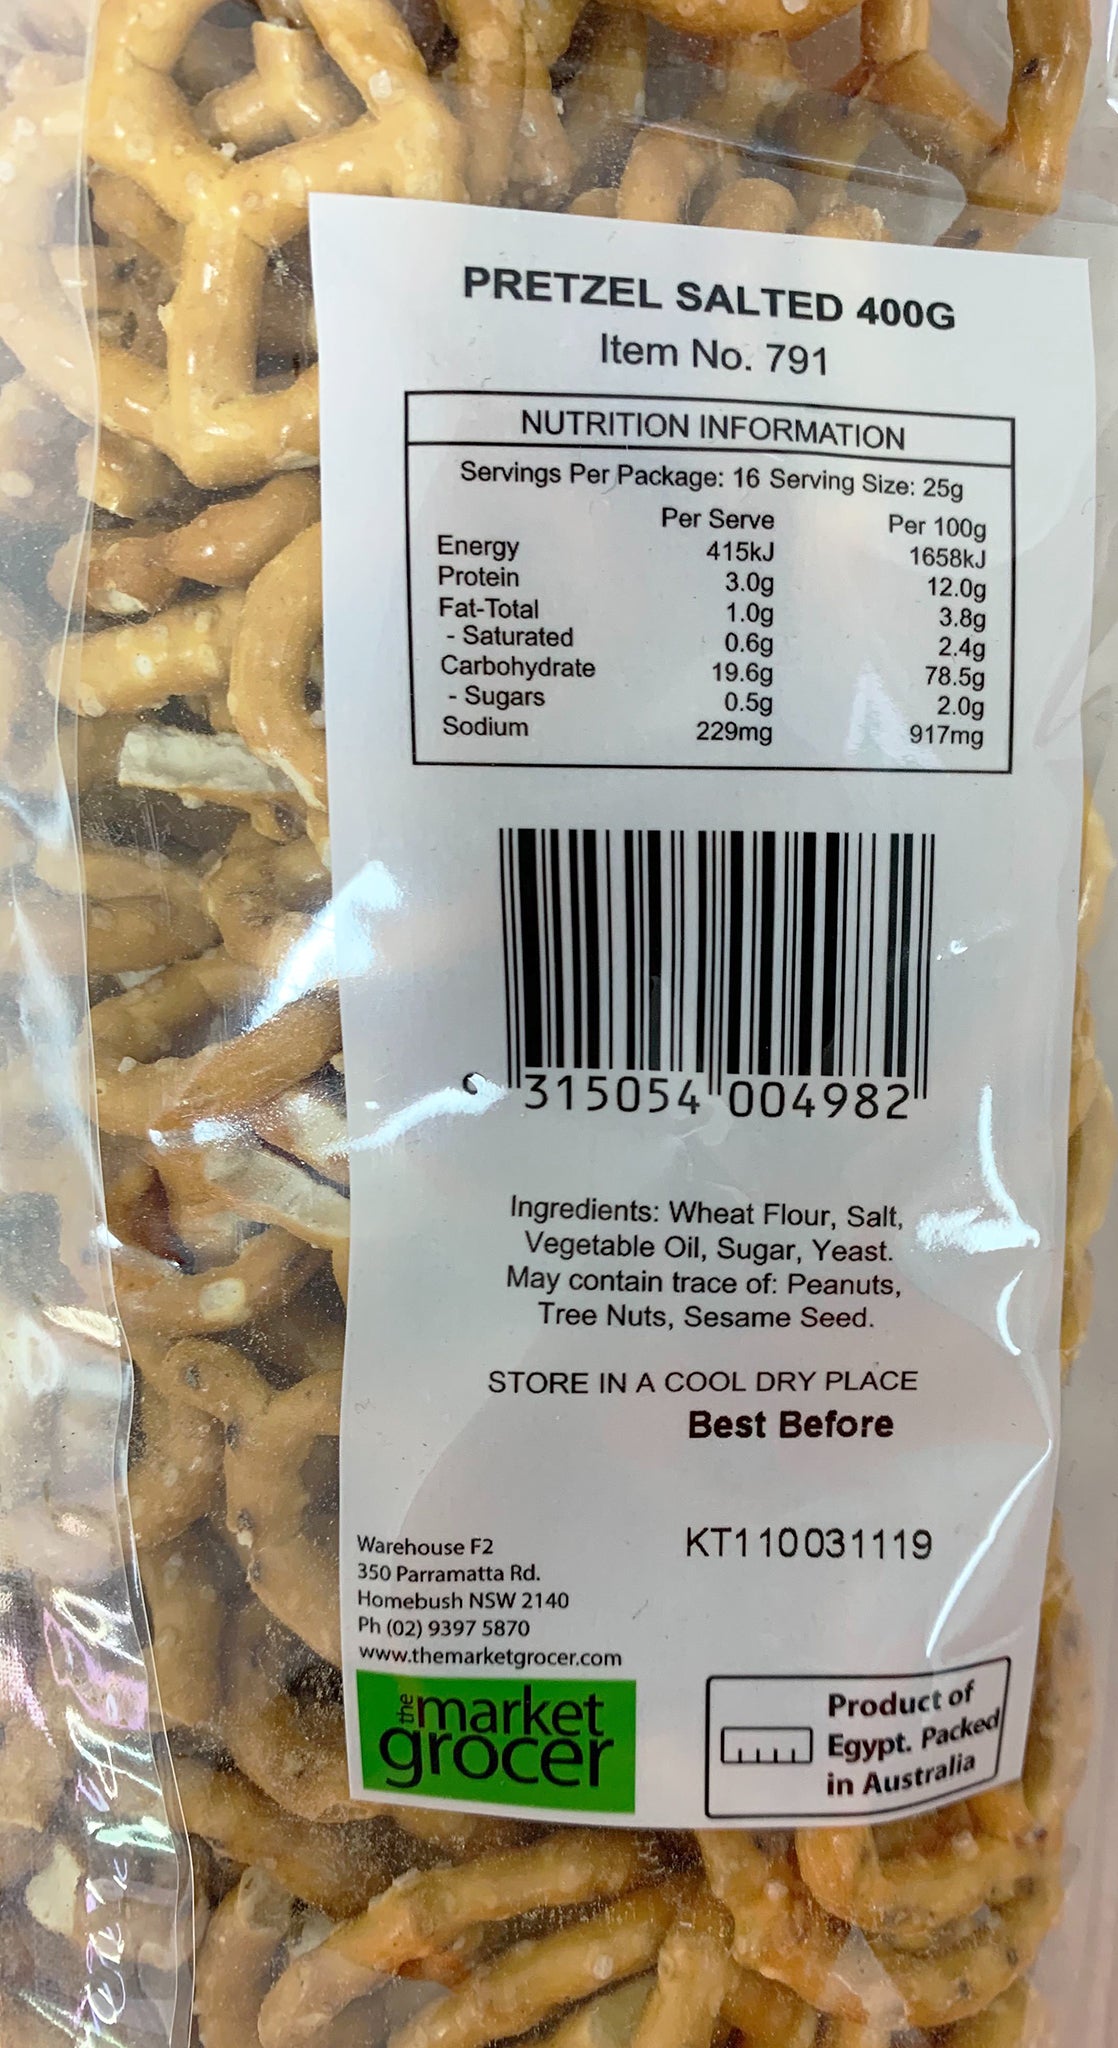 PRETZEL SALTED 400G
Item No. 791
NUTRITION INFORMATION
Servings Per Package: 16 Serving Size: 25g
Per Serve Per 100g
Energy 415kJ 1658kJ
Protein 3.0g 12.0g
Fat-Total 1.0g 3.8g
- Saturated 0.6g 2.4g
Carbohydrate 19.6g 78.5g
- Sugars 0.5g 2.0g
Sodium 229mg 917mg
315054 004982
Ingredients: Wheat Flour, Salt,
Vegetable Oil, Sugar, Yeast.
May contain trace of: Peanuts,
Tree Nuts, Sesame Seed.
STORE IN A COOL DRY PLACE
Best Before
KT110031119
Warehouse F2
350 Parramatta Rd.
Homebush NSW 2140
Ph (02) 9397 5870
www.themarketgrocer.com
the market
grocer
Product of
Egypt. Packed
in Australia